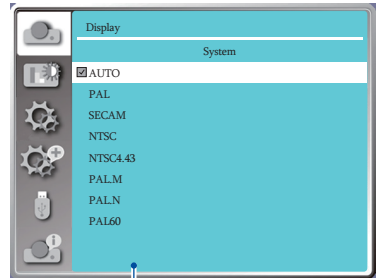 Display
System
AUTO
PAL
SECAM
NTSC
NTSC4.43
PAL.M
PAL.N
PAL60